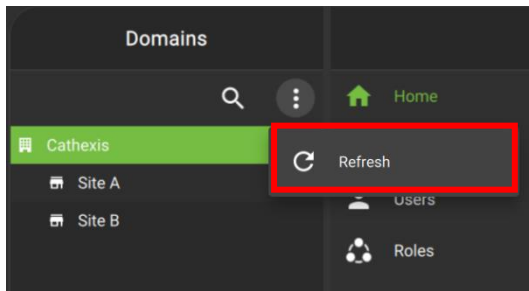 Domains
Home
Cathexis
Refresh
Site A
Users
Site B
Roles